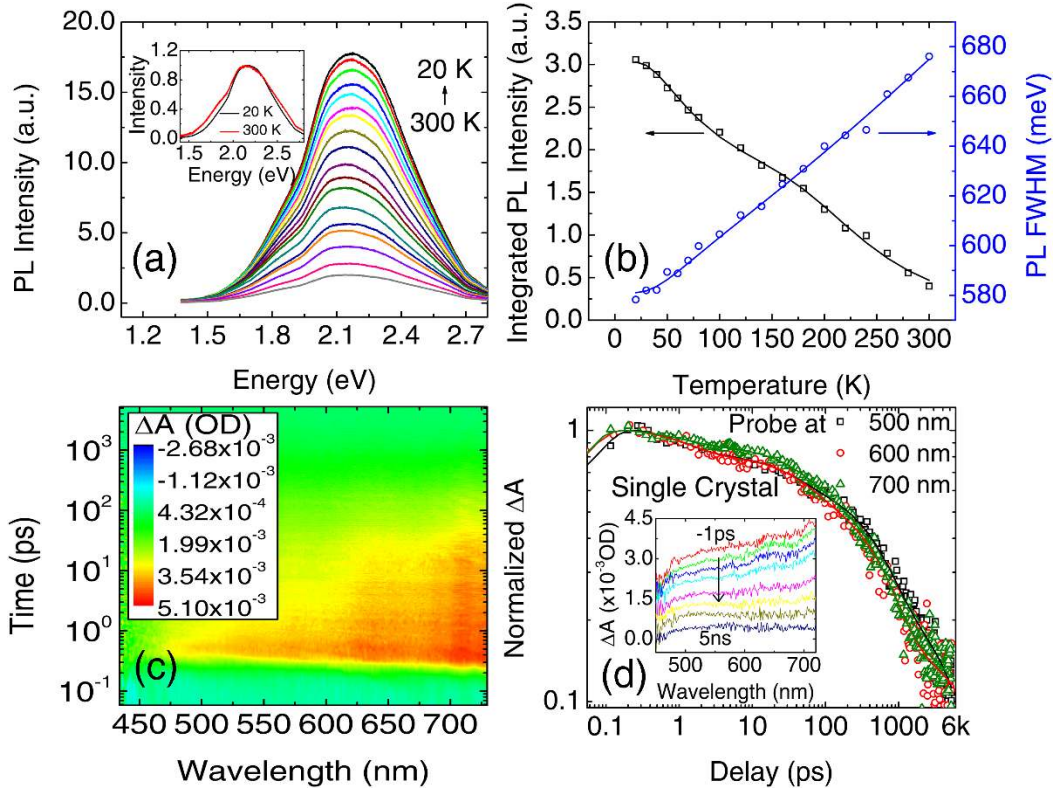 20.0
17.5
15.0
10.0
5.0
0.0
PL Intensity (a.u.)
1.2
1.5
1.8
2.1
2.4
2.7
Energy (eV)
20 K
300 K
(a)
1.2
1.0
0.8
0.6
0.4
0.2
0.0
Intensity
20 K
300 K
1.5
2.0
2.5
Energy (eV)
3.5
3.0
2.5
2.0
1.5
1.0
0.5
0.0
Integrated PL Intensity (a.u.)
0
50
100
150
200
250
300
Temperature (K)
680
660
640
620
600
580
PL FWHM (meV)
(b)
ΔA (OD)
-2.68x10⁻³
-1.12x10⁻³
4.32x10⁻⁴
1.99x10⁻³
3.54x10⁻³
5.10x10⁻³
10³
10²
10¹
10⁰
10⁻¹
Time (ps)
(c)
450
500
550
600
650
700
Wavelength (nm)
1
0.1
Normalized ΔA
Probe at
500 nm
600 nm
700 nm
Single Crystal
4.5
3.0
1.5
0.0
ΔA (x10⁻³OD)
-1ps
5ns
500
600
700
Wavelength (nm)
(d)
0.1
1
10
100
1000
6k
Delay (ps)